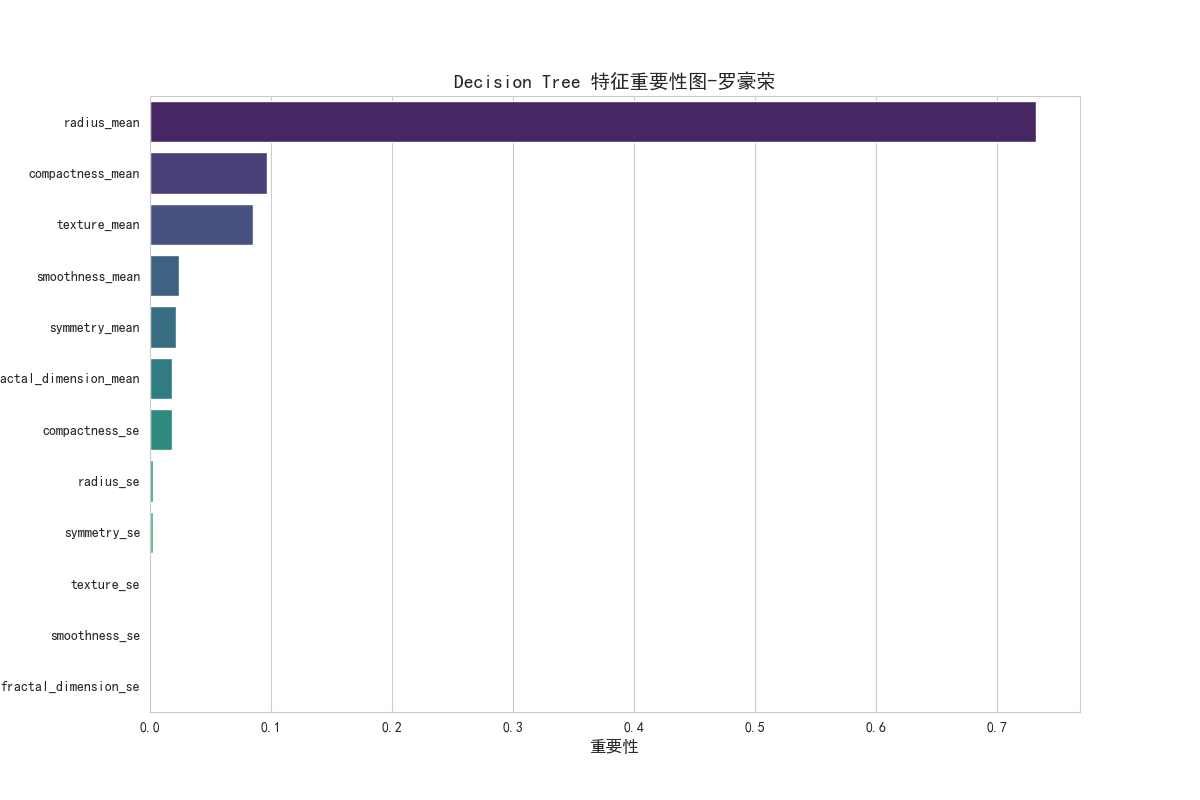 Decision Tree 特征重要性图-罗豪荣
radius_mean
compactness_mean
texture_mean
smoothness_mean
symmetry_mean
actal_dimension_mean
compactness_se
radius_se
symmetry_se
texture_se
smoothness_se
fractal_dimension_se
0.0 0.1 0.2 0.3 0.4 0.5 0.6 0.7
重要性